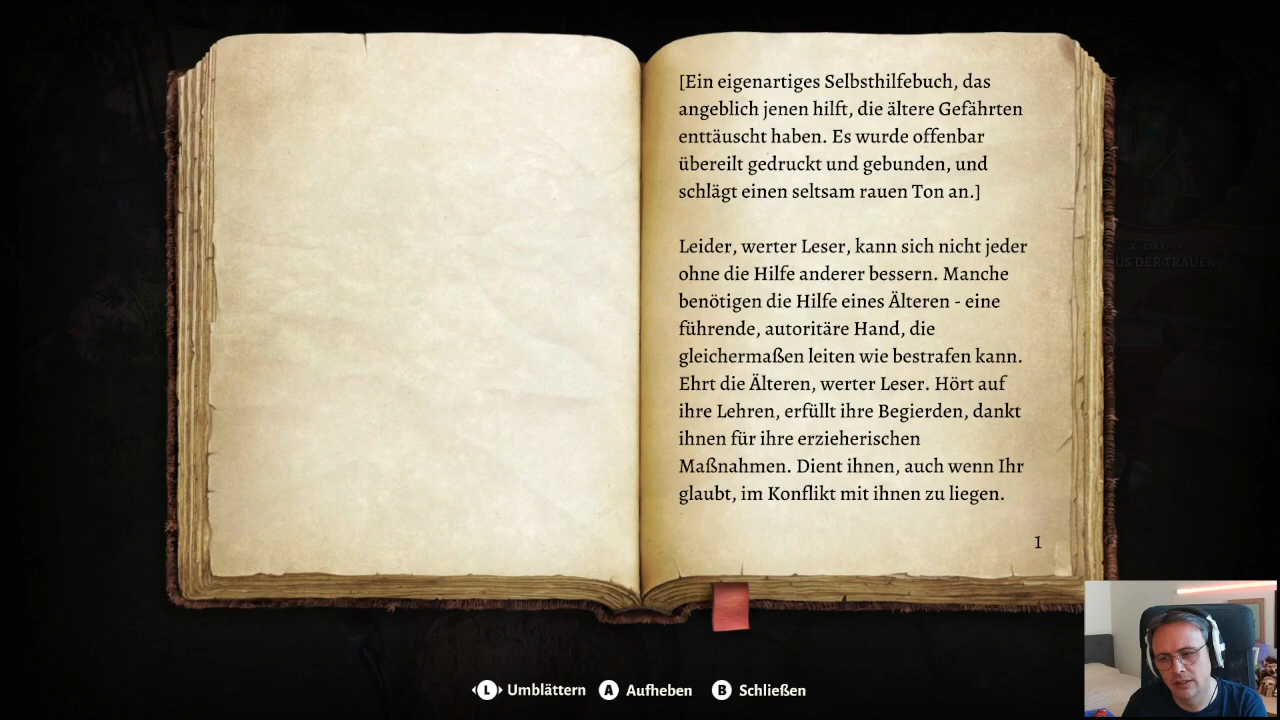 [Ein eigenartiges Selbsthilfebuch, das
angeblich jenen hilft, die ältere Gefährten
enttäuscht haben. Es wurde offenbar
übereilt gedruckt und gebunden, und
schlägt einen seltsam rauen Ton an.]
Leider, werter Leser, kann sich nicht jeder
ohne die Hilfe anderer bessern. Manche
benötigen die Hilfe eines Älteren - eine
führende, autoritäre Hand, die
gleichermaßen leiten wie bestrafen kann.
Ehrt die Älteren, werter Leser. Hört auf
ihre Lehren, erfüllt ihre Begierden, dankt
ihnen für ihre erzieherischen
Maßnahmen. Dient ihnen, auch wenn Ihr
glaubt, im Konflikt mit ihnen zu liegen.
1
US DER TRAUER
L Umblättern A Aufheben B Schließen